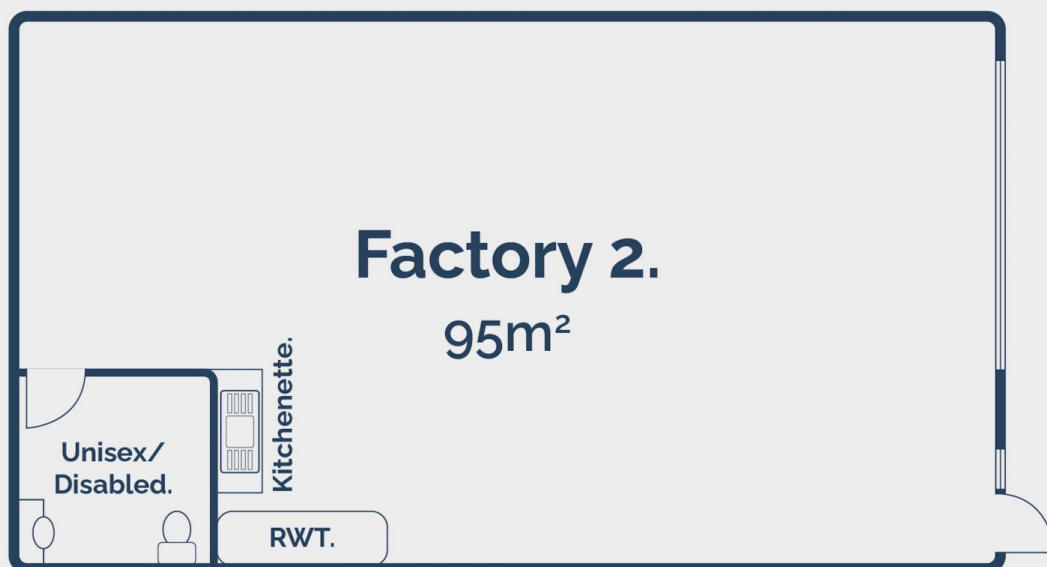 Factory 2.
95m²
Kitchenette.
Unisex/
Disabled.
RWT.